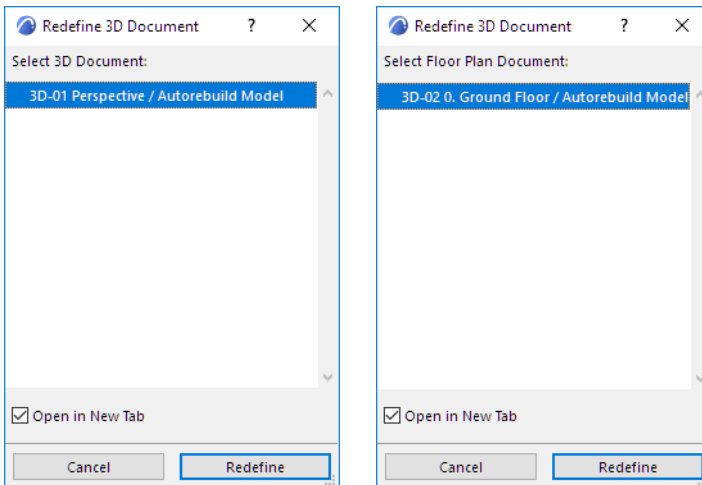 Redefine 3D Document ? ×
Select 3D Document:
3D-01 Perspective / Autorebuild Model
Open in New Tab
Cancel Redefine
Redefine 3D Document ? ×
Select Floor Plan Document:
3D-02 0. Ground Floor / Autorebuild Model
Open in New Tab
Cancel Redefine